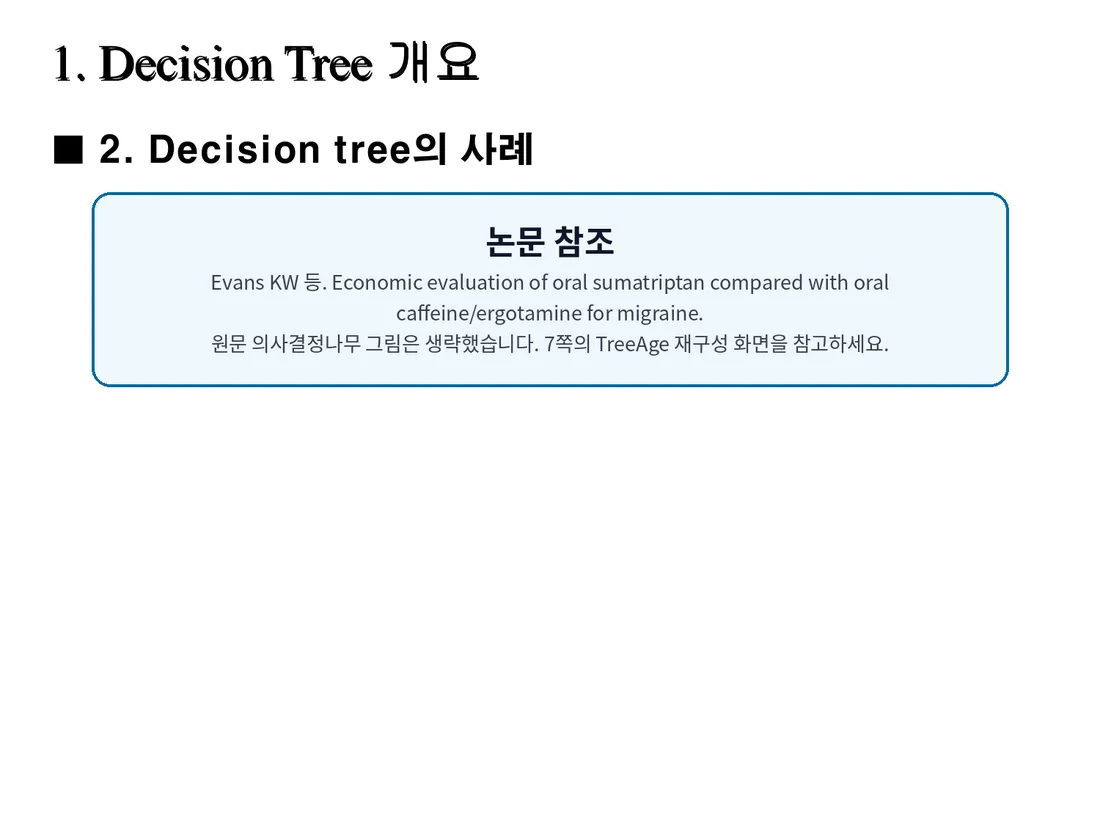 1. Decision Tree 개요
■ 2. Decision tree의 사례
논문 참조
Evans KW 등. Economic evaluation of oral sumatriptan compared with oral
caffeine/ergotamine for migraine.
원문 의사결정나무 그림은 생략했습니다. 7쪽의 TreeAge 재구성 화면을 참고하세요.